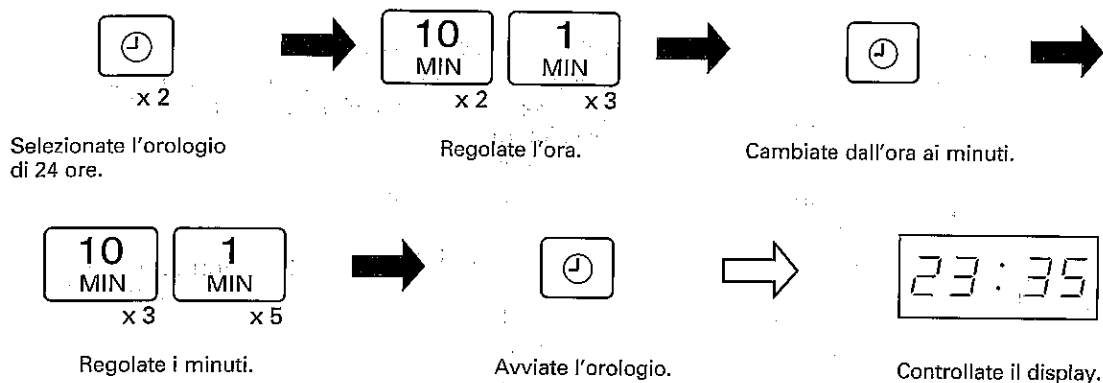 10
MIN
1
MIN
x 2
x 2
x 3
Selezionate l'orologio
di 24 ore.
Regolate l'ora.
Cambiate dall'ora ai minuti.
10
MIN
1
MIN
23:35
x 3
x 5
Regolate i minuti.
Avviate l'orologio.
Controllate il display.